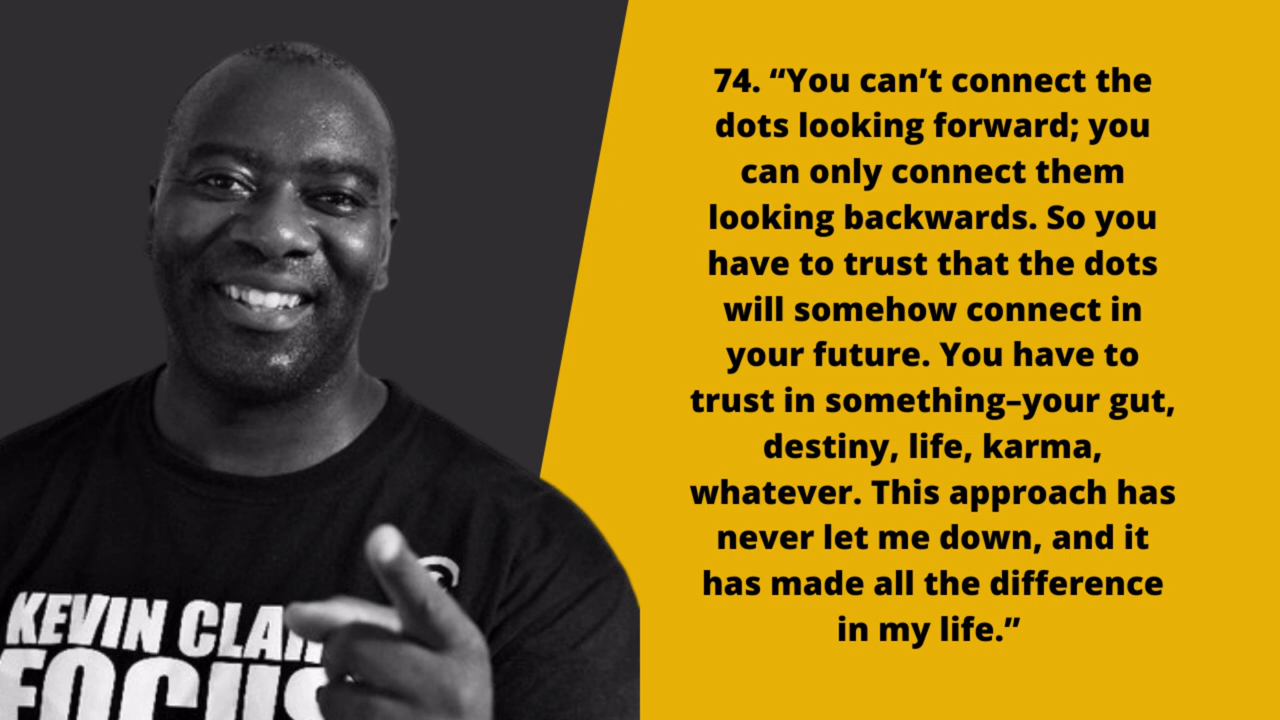 74. “You can’t connect the
dots looking forward; you
can only connect them
looking backwards. So you
have to trust that the dots
will somehow connect in
your future. You have to
trust in something–your gut,
destiny, life, karma,
whatever. This approach has
never let me down, and it
has made all the difference
in my life.”
KEVIN
FOCUS